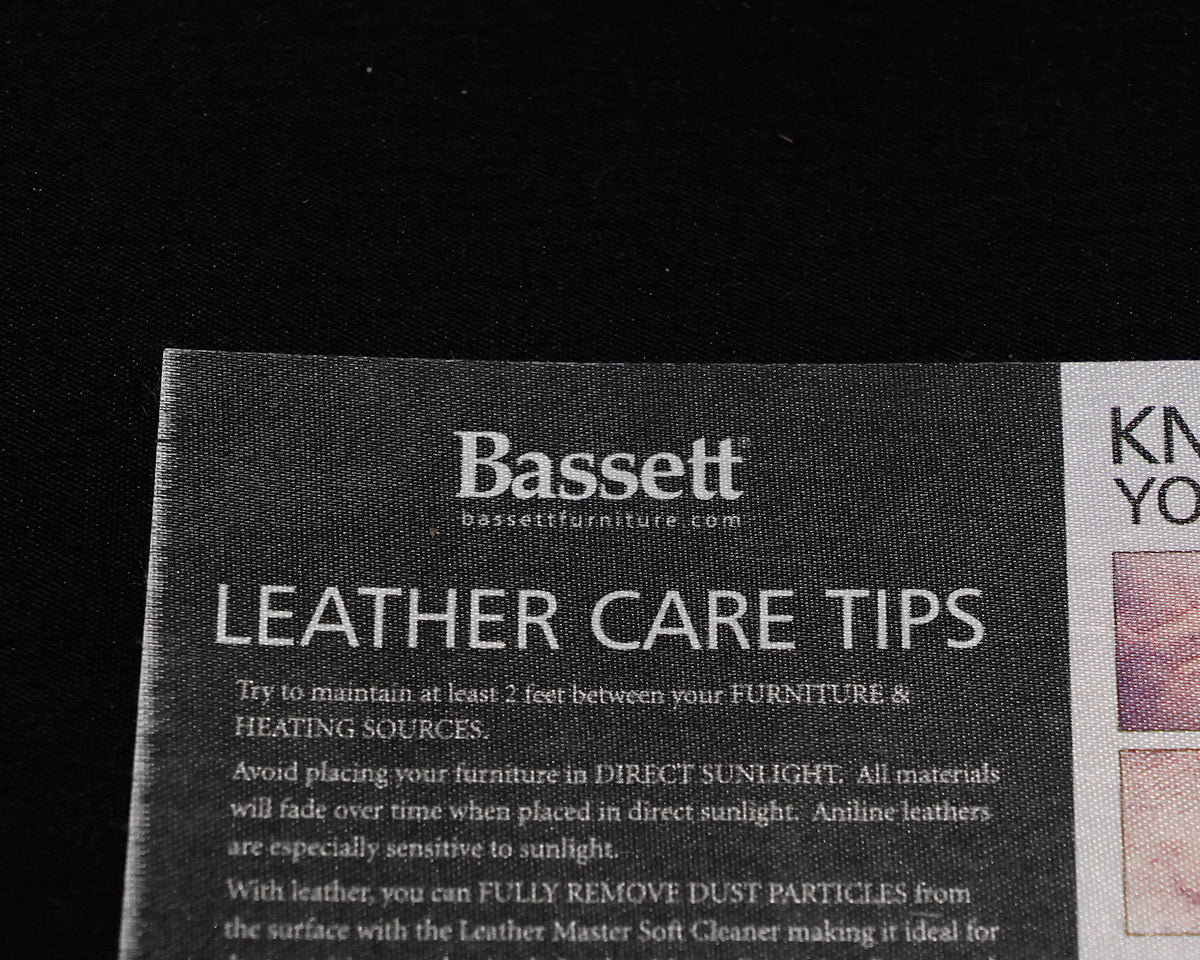 Bassett®
bassettfurniture.com
LEATHER CARE TIPS
Try to maintain at least 2 feet between your FURNITURE &
HEATING SOURCES.
Avoid placing your furniture in DIRECT SUNLIGHT. All materials
will fade over time when placed in direct sunlight. Aniline leathers
are especially sensitive to sunlight.
With leather, you can FULLY REMOVE DUST PARTICLES from
the surface with the Leather Master Soft Cleaner making it ideal for
KN
YO